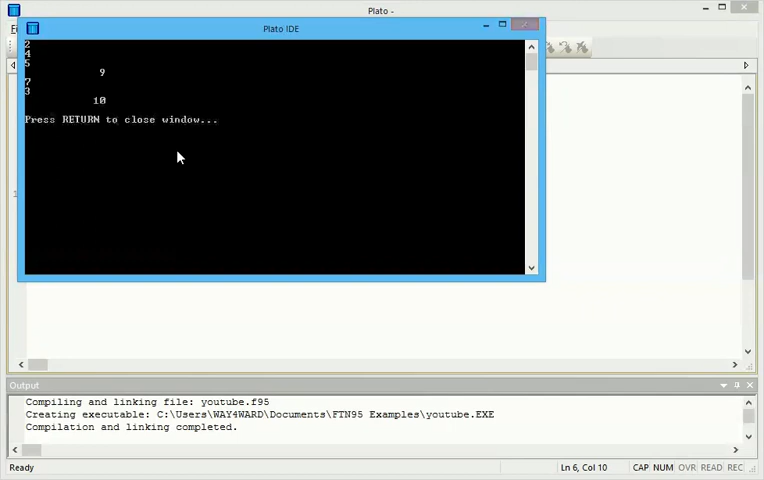 Plato -
Plato IDE
2
4
5
9
7
3
10
Press RETURN to close window...
Output
Compiling and linking file: youtube.f95
Creating executable: C:\Users\WAY4WARD\Documents\FTN95 Examples\youtube.EXE
Compilation and linking completed.
Ready
Ln 6, Col 10
CAP NUM OVR READ REC